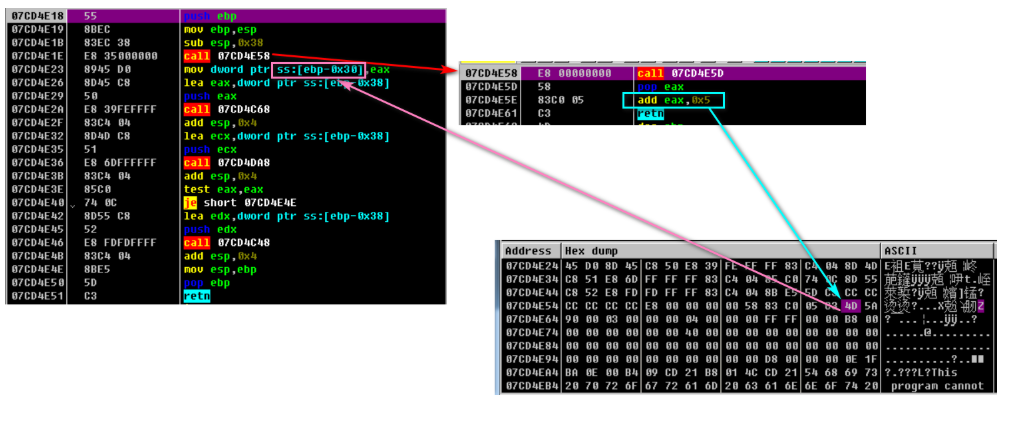 07CD4E18 55 push ebp
07CD4E19 8BEC mov ebp,esp
07CD4E1B 83EC 38 sub esp,0x38
07CD4E1E E8 35000000 call 07CD4E58
07CD4E23 8945 D0 mov dword ptr ss:[ebp-0x30],eax
07CD4E26 8D45 C8 lea eax,dword ptr ss:[ebp-0x38]
07CD4E29 50 push eax
07CD4E2A E8 39FEFFFF call 07CD4C68
07CD4E2F 83C4 04 add esp,0x4
07CD4E32 8D4D C8 lea ecx,dword ptr ss:[ebp-0x38]
07CD4E35 51 push ecx
07CD4E36 E8 6DFFFFFF call 07CD4DA8
07CD4E3B 83C4 04 add esp,0x4
07CD4E3E 85C0 test eax,eax
07CD4E40 74 0C je short 07CD4E4E
07CD4E42 8D55 C8 lea edx,dword ptr ss:[ebp-0x38]
07CD4E45 52 push edx
07CD4E46 E8 FDFDFFFF call 07CD4C48
07CD4E4B 83C4 04 add esp,0x4
07CD4E4E 8BE5 mov esp,ebp
07CD4E50 5D pop ebp
07CD4E51 C3 retn
07CD4E58 E8 00000000 call 07CD4E5D
07CD4E5D 58 pop eax
07CD4E5E 83C0 05 add eax,0x5
07CD4E61 C3 retn
Address Hex dump ASCII
07CD4E24 45 D0 8D 45 C8 50 E8 39 FE FF FF 83 C4 04 8D 4D
07CD4E34 C8 51 E8 6D FF FF FF 83 C4 04 85 C0 74 0C 8D 55
07CD4E44 C8 52 E8 FD FD FF FF 83 C4 04 8B E5 5D C3 CC CC
07CD4E54 CC CC CC CC E8 00 00 00 00 58 83 C0 05 C3 4D 5A
07CD4E64 90 00 03 00 00 00 04 00 00 00 FF FF 00 00 B8 00
07CD4E74 00 00 00 00 00 00 40 00 00 00 00 00 00 00 00 00 ......@.........
07CD4E84 00 00 00 00 00 00 00 00 00 00 00 00 00 00 00 00 ................
07CD4E94 00 00 00 00 00 00 00 00 00 00 D8 00 00 00 0E 1F
07CD4EA4 BA 0E 00 B4 09 CD 21 B8 01 4C CD 21 54 68 69 73 ?.???L?This
07CD4EB4 20 70 72 6F 67 72 61 6D 20 63 61 6E 6E 6F 74 20 program cannot